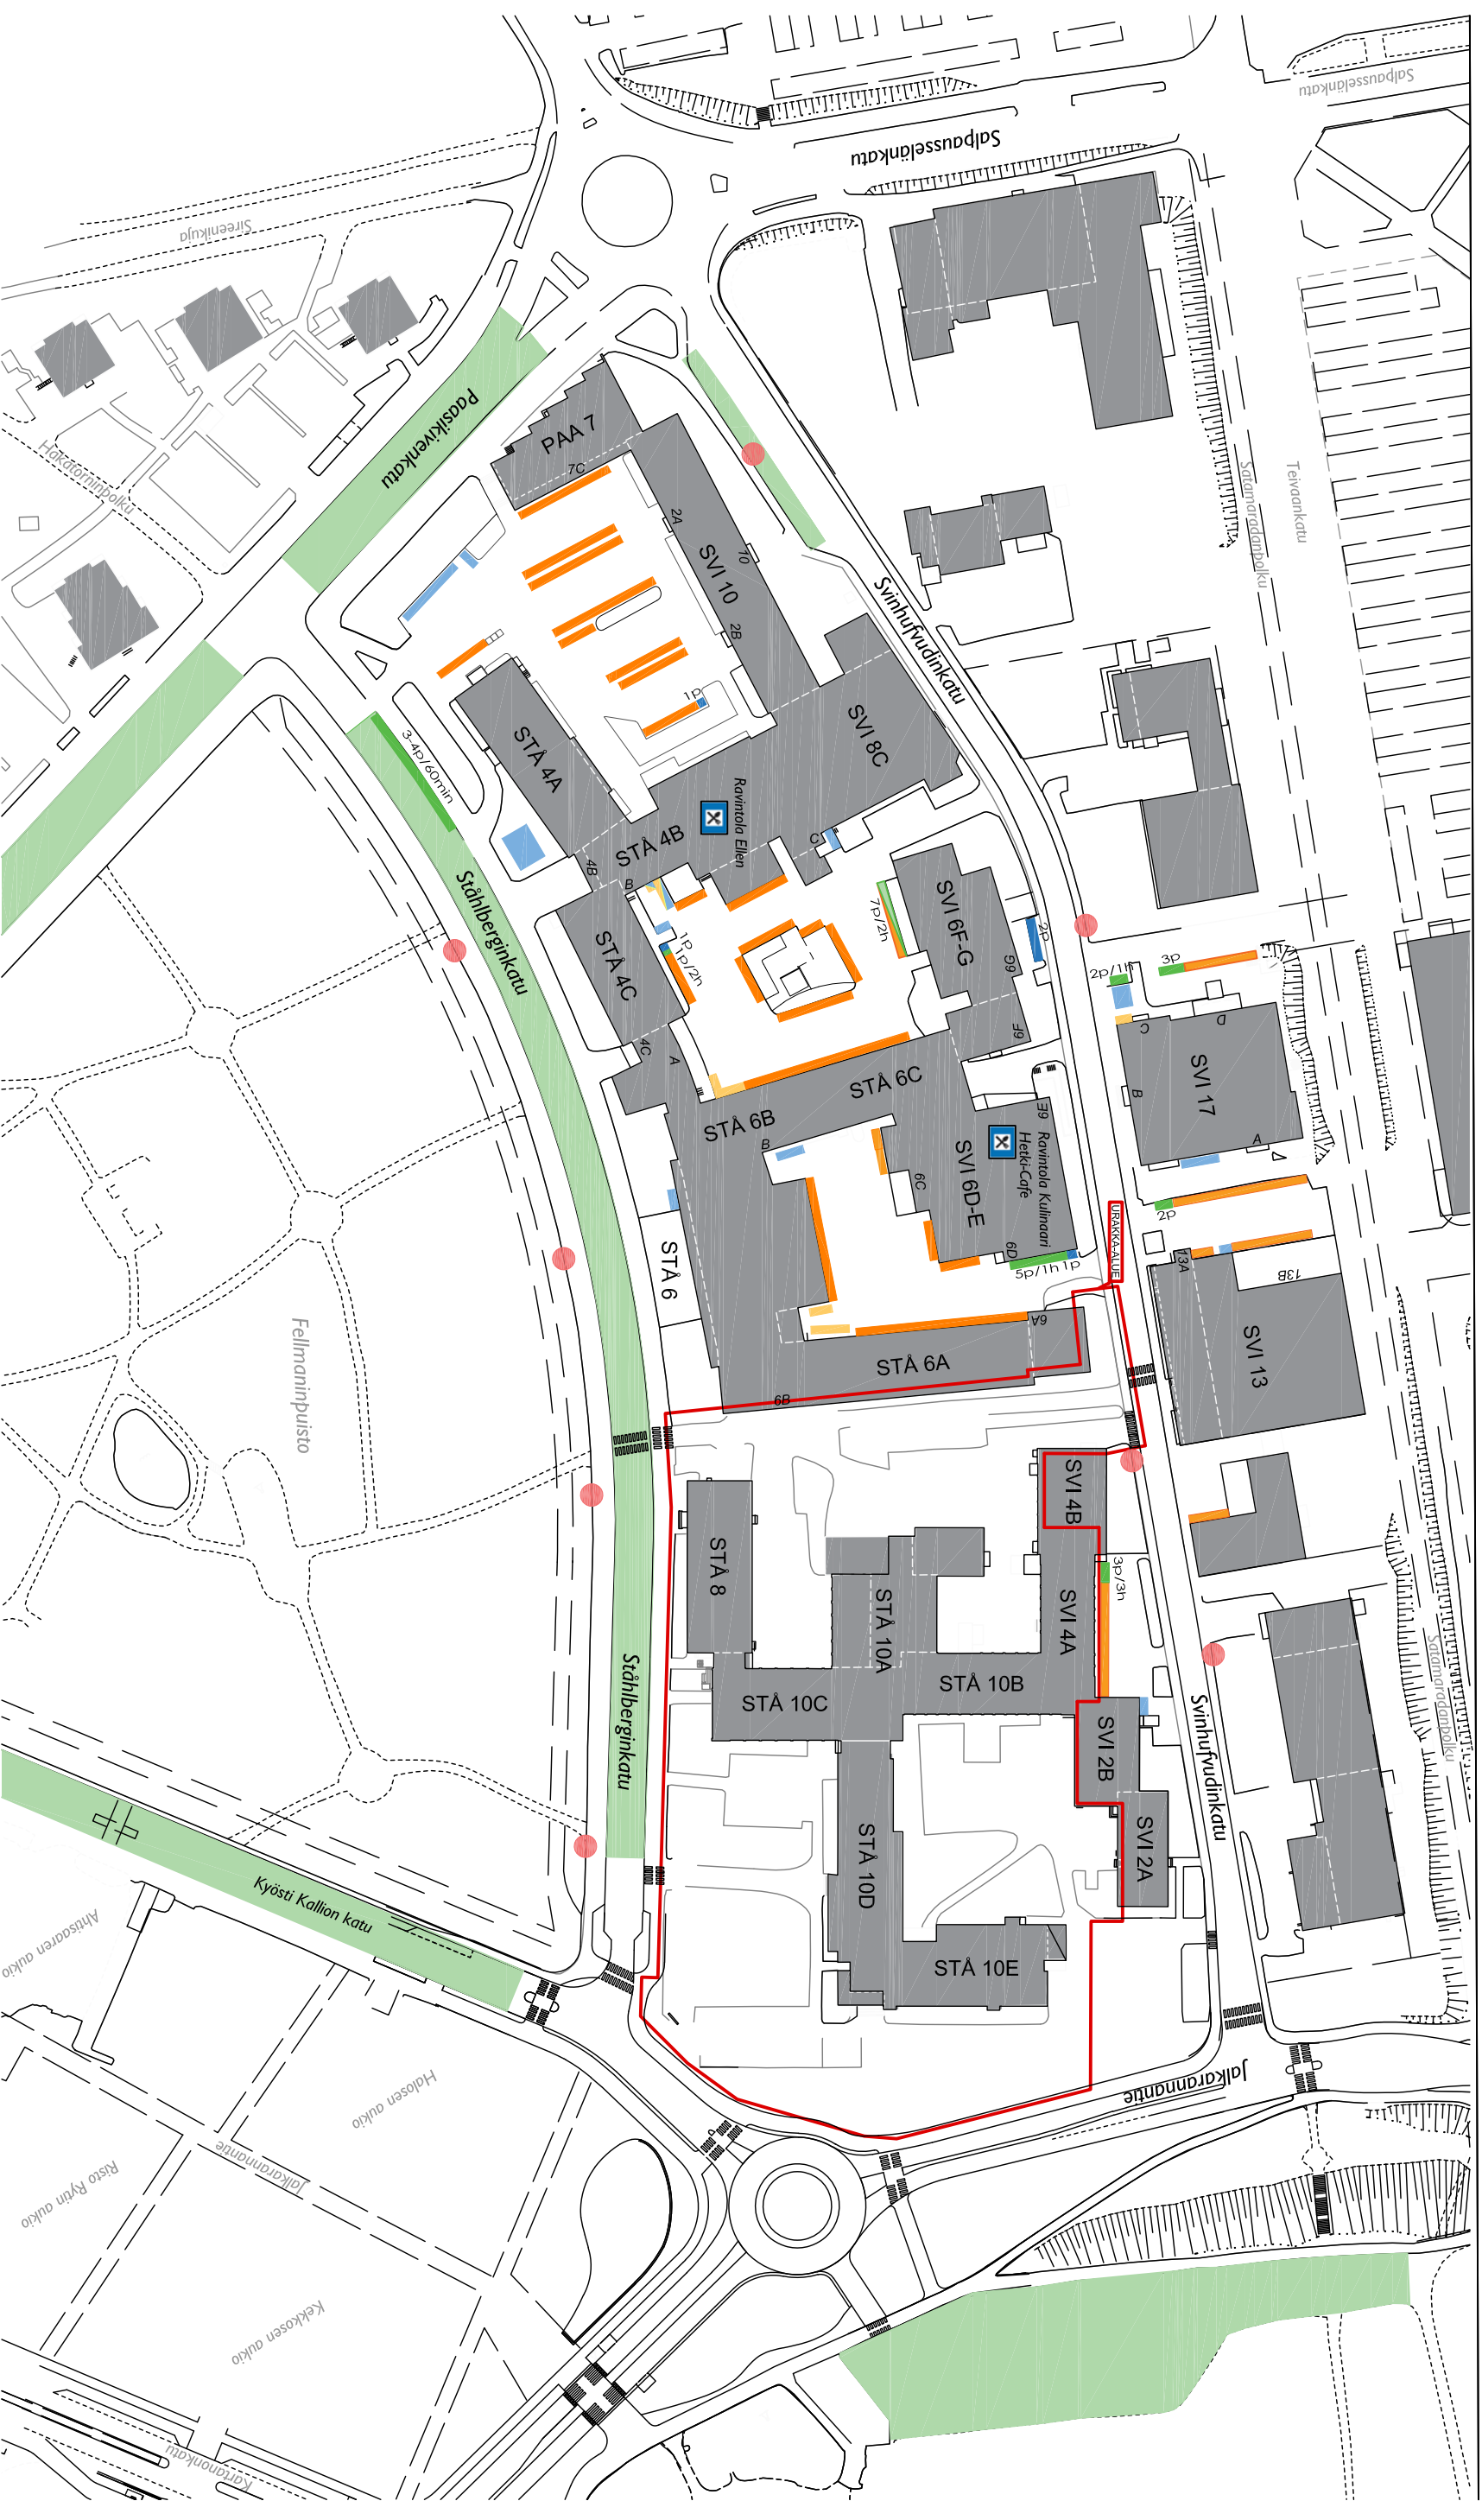 Salpausselänkatu
Salpausselänkatu
Sireenikuja
Teivaankatu
Satamaradanpolku
Paasikivenkatu
Hakatorninpolku
PAA 7
7C
2A
10
SVI 10
2B
Svinhufvudinkatu
1p
SVI 8C
STÅ 4A
3-4p/60min
Ravintola Ellen
STÅ 4B
4B
B
C
Ståhlberginkatu
STÅ 4C
1p
1p/2h
4C
A
7p/2h
SVI 6F-G
6G
6F
2p
2p/1h
3p
C
D
SVI 17
B
A
STÅ 6C
STÅ 6B
B
6E
Ravintola Kulinaari
Hetki-Cafe
SVI 6D-E
6C
6D
5p/1h
1p
2p
URAKKA-ALUE
13A
13B
SVI 13
STÅ 6
6A
STÅ 6A
6B
Fellmaninpuisto
SVI 4B
STÅ 8
3p/3h
SVI 4A
STÅ 10A
STÅ 10B
STÅ 10C
SVI 2B
Svinhufvudinkatu
Satamaradanpolku
Ståhlberginkatu
SVI 2A
STÅ 10D
STÅ 10E
Kyösti Kallion katu
Ahtisaaren aukio
Halosen aukio
Jalkarannantie
Jalkarannantie
Risto Rytin aukio
Kekkosen aukio
Kartanonkatu